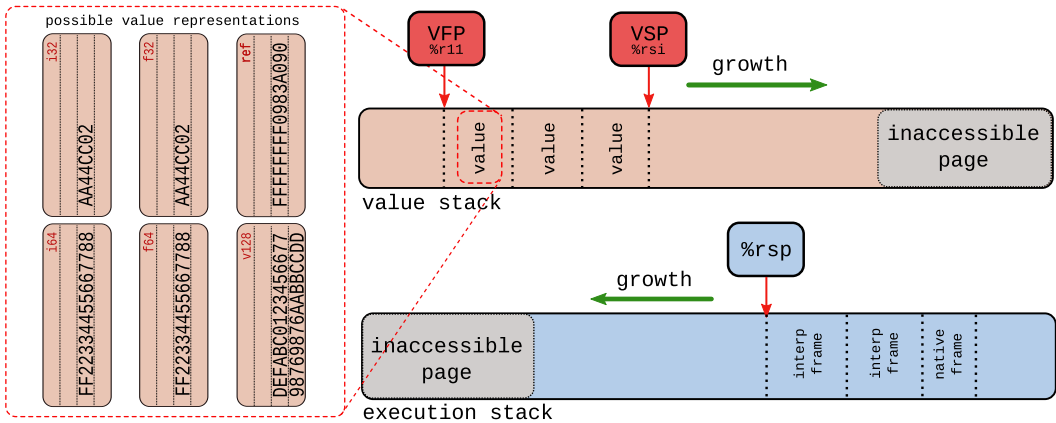 possible value representations
i32
AA44CC02
f32
AA44CC02
ref
FFFFFFFF0983A090
i64
FF22334455667788
f64
FF22334455667788
v128
DEFABC0123456677
98769876AABBCCDD
VFP
%r11
VSP
%rsi
growth
value
value
value
inaccessible
page
value stack
%rsp
growth
inaccessible
page
interp
frame
interp
frame
native
frame
execution stack